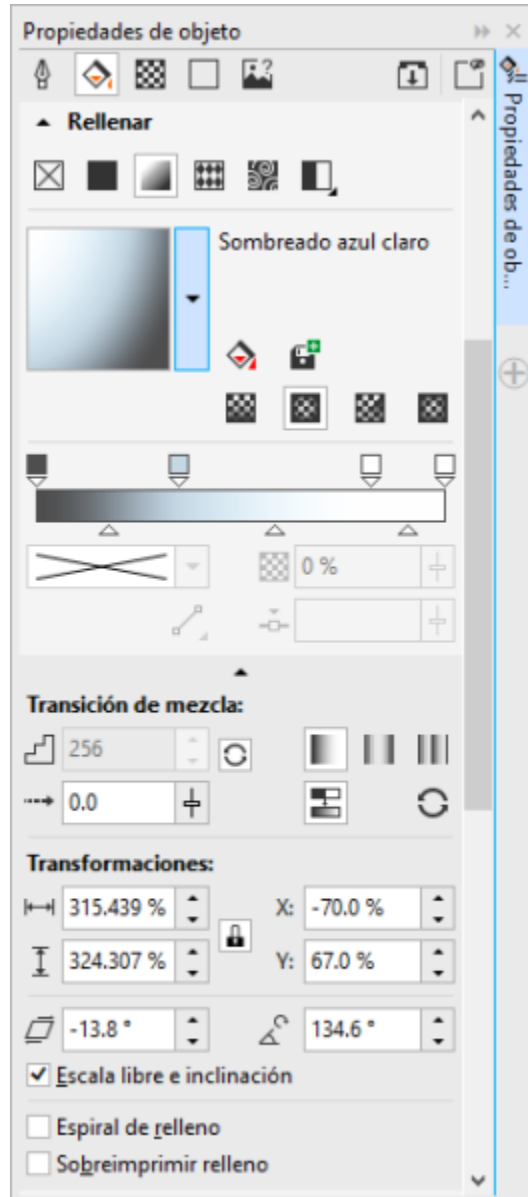 Propiedades de objeto
Rellenar
Sombreado azul claro
0 %
Transición de mezcla:
256
0.0
Transformaciones:
315.439 % X: -70.0 %
324.307 % Y: 67.0 %
-13.8 ° 134.6 °
Escala libre e inclinación
Espiral de relleno
Sobreimprimir relleno
Propiedades de ob...